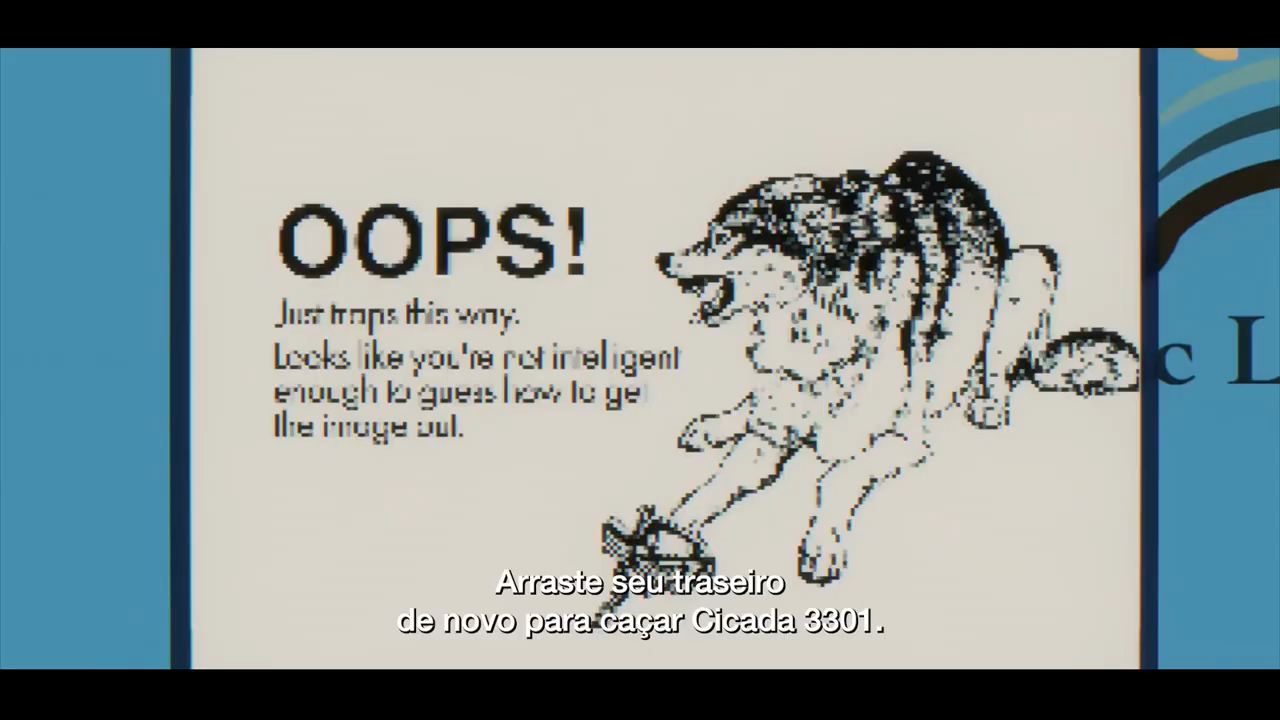 OOPS!
Just traps this way.
Looks like you're not intelligent
enough to guess how to get
the image out.
c L
Arraste seu traseiro
de novo para caçar Cicada 3301.